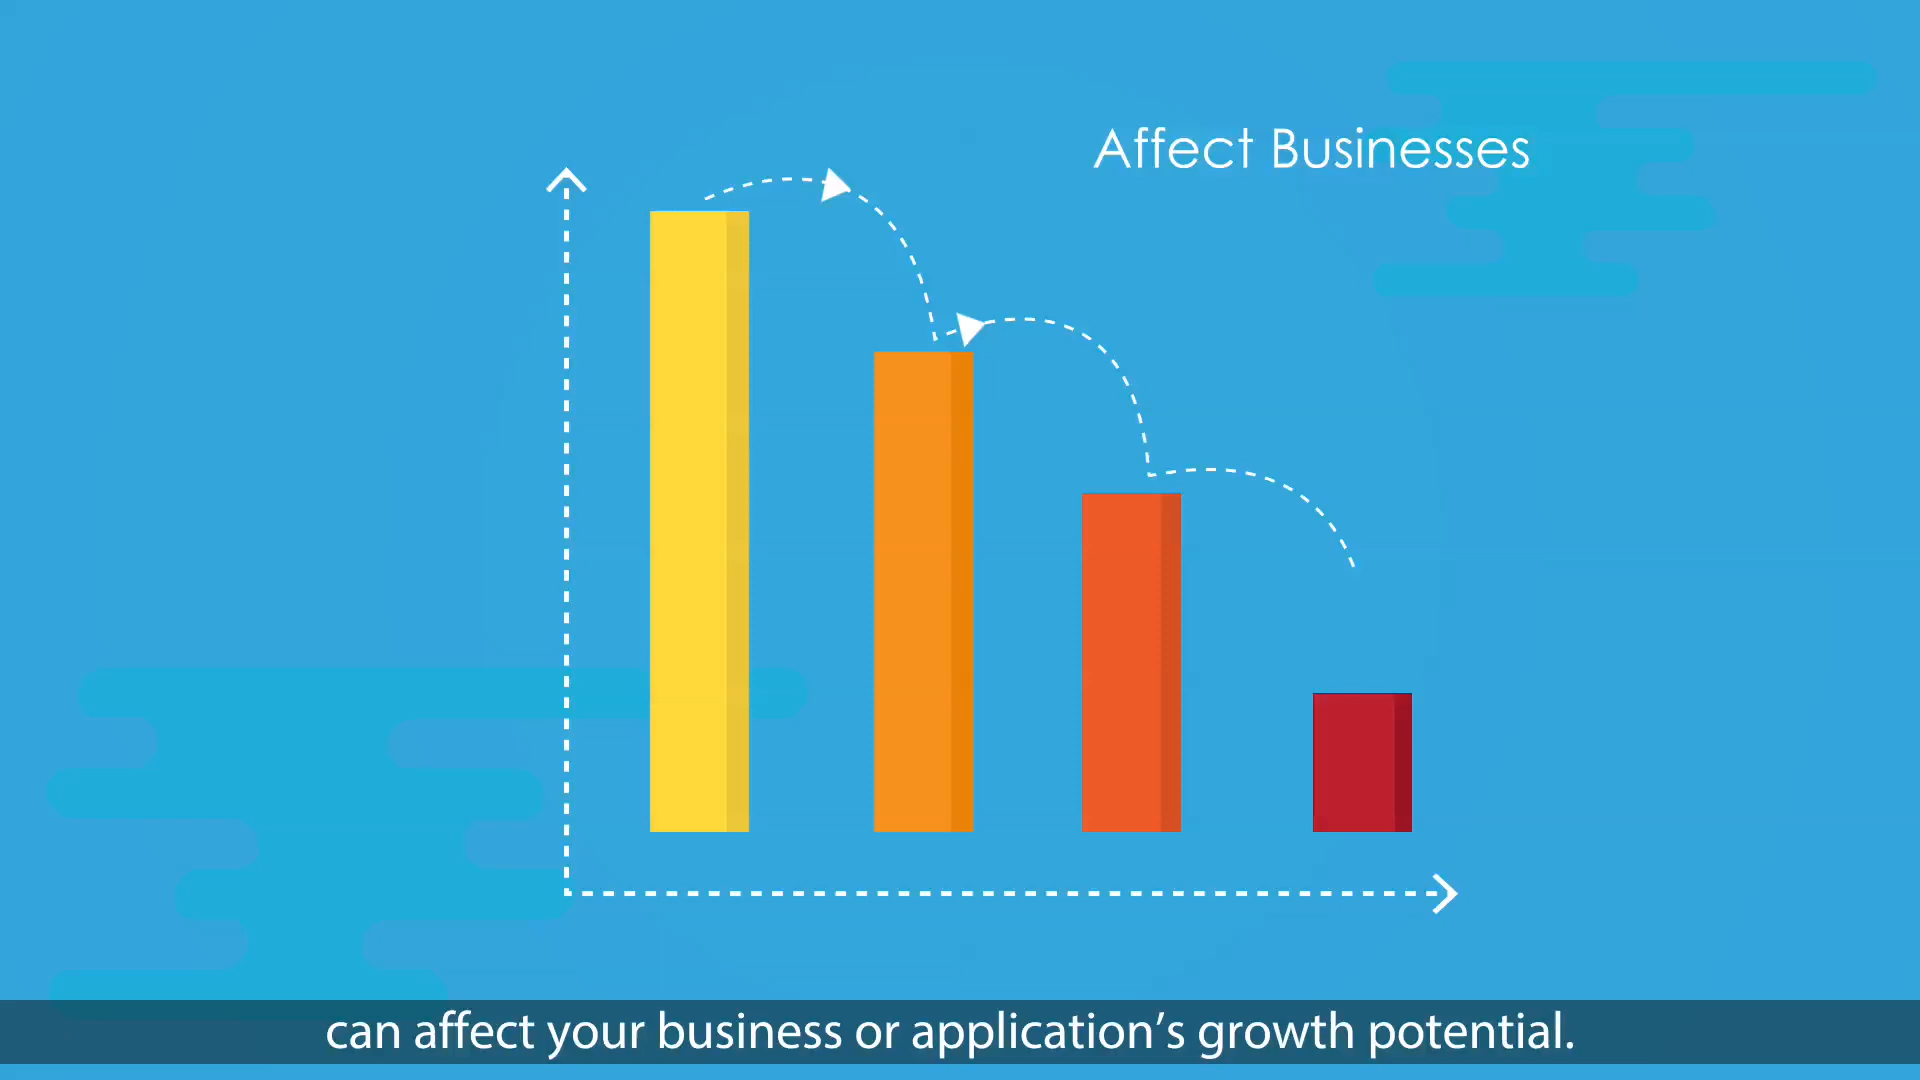 Affect Businesses
can affect your business or application’s growth potential.